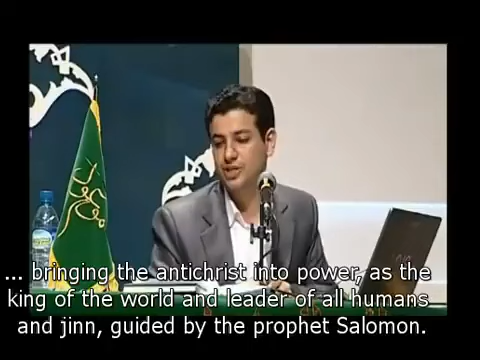 ... bringing the antichrist into power, as the
king of the world and leader of all humans
and jinn, guided by the prophet Salomon.